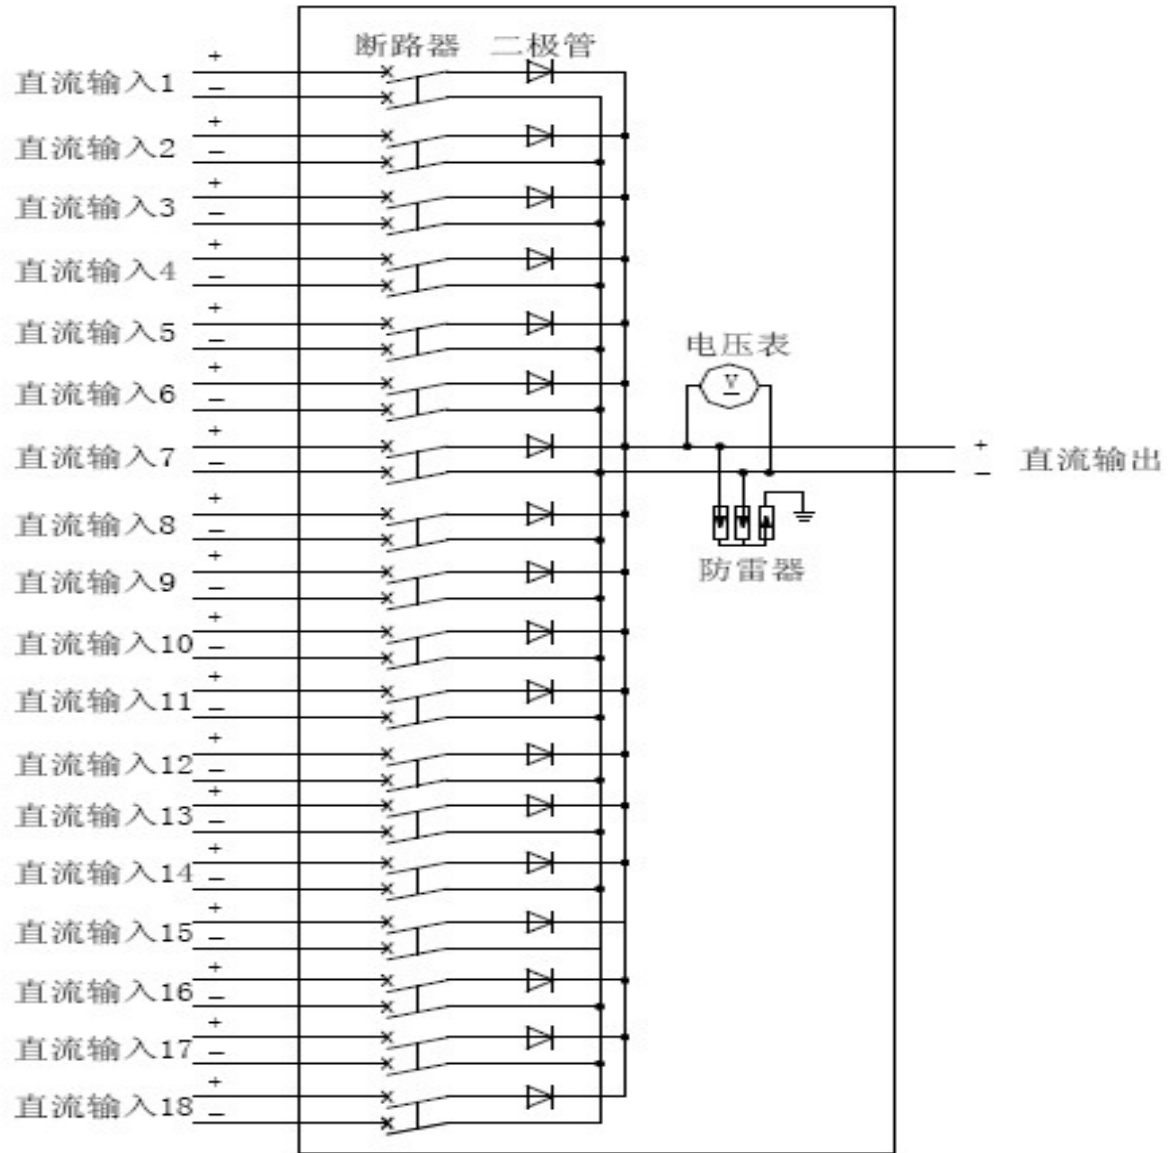 断路器 二极管
+
直流输入1
−
+
直流输入2
−
+
直流输入3
−
+
直流输入4
−
+
直流输入5
−
+
直流输入6
−
+
直流输入7
−
+
直流输入8
−
+
直流输入9
−
+
直流输入10
−
+
直流输入11
−
+
直流输入12
−
+
直流输入13
−
+
直流输入14
−
+
直流输入15
−
+
直流输入16
−
+
直流输入17
−
+
直流输入18
−
电压表
V
+
直流输出
−
防雷器